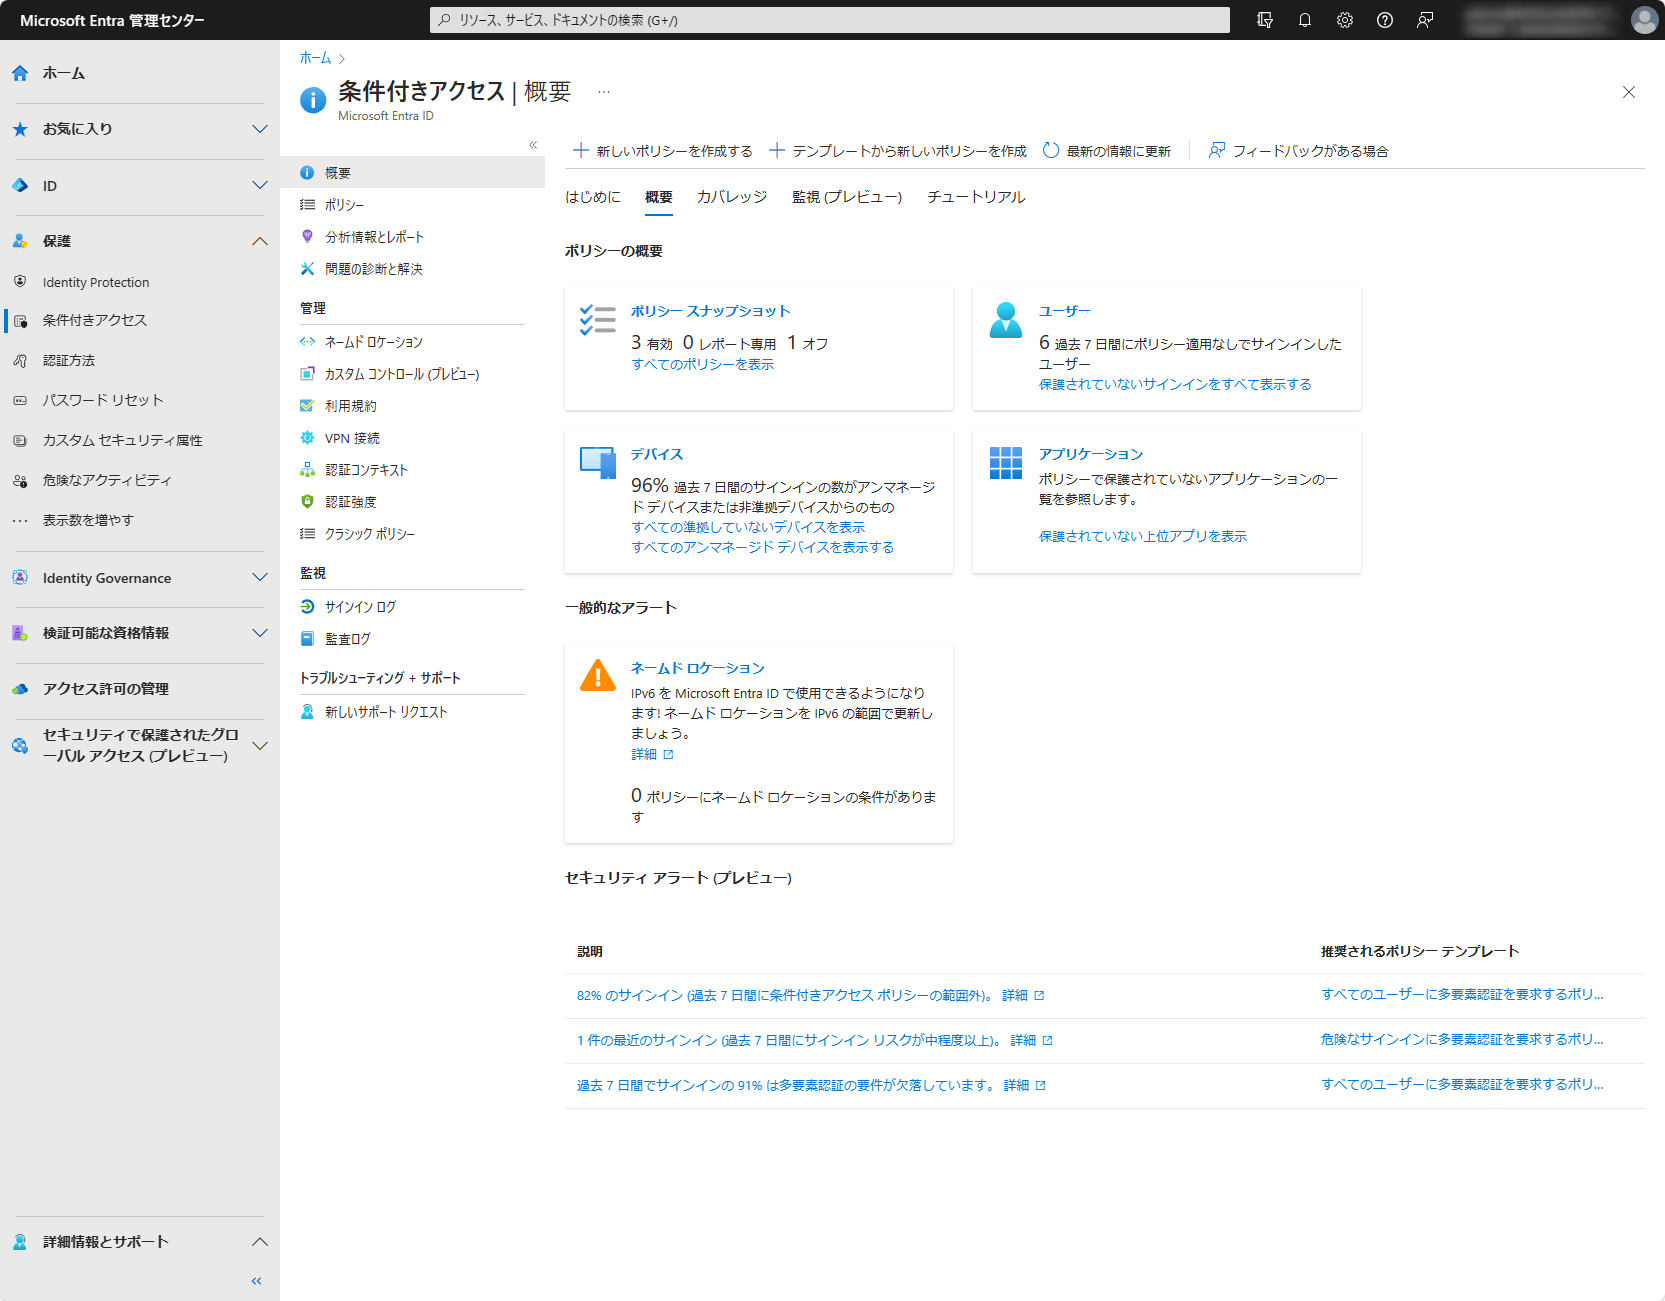 Microsoft Entra 管理センター
リソース、サービス、ドキュメントの検索 (G+/)
ホーム
お気に入り
ID
保護
Identity Protection
条件付きアクセス
認証方法
パスワード リセット
カスタム セキュリティ属性
危険なアクティビティ
表示数を増やす
Identity Governance
検証可能な資格情報
アクセス許可の管理
セキュリティで保護されたグロ
ーバル アクセス (プレビュー)
詳細情報とサポート
ホーム
条件付きアクセス | 概要
Microsoft Entra ID
概要
ポリシー
分析情報とレポート
問題の診断と解決
管理
ネームド ロケーション
カスタム コントロール (プレビュー)
利用規約
VPN 接続
認証コンテキスト
認証強度
クラシック ポリシー
監視
サインイン ログ
監査ログ
トラブルシューティング + サポート
新しいサポート リクエスト
新しいポリシーを作成する テンプレートから新しいポリシーを作成 最新の情報に更新 フィードバックがある場合
はじめに 概要 カバレッジ 監視 (プレビュー) チュートリアル
ポリシーの概要
ポリシー スナップショット
3 有効 0 レポート専用 1 オフ
すべてのポリシーを表示
ユーザー
6 過去 7 日間にポリシー適用なしでサインインした
ユーザー
保護されていないサインインをすべて表示する
デバイス
96% 過去 7 日間のサインインの数がアンマネージ
ド デバイスまたは非準拠デバイスからのもの
すべての準拠していないデバイスを表示
すべてのアンマネージド デバイスを表示する
アプリケーション
ポリシーで保護されていないアプリケーションの一
覧を参照します。
保護されていない上位アプリを表示
一般的なアラート
ネームド ロケーション
IPv6 を Microsoft Entra ID で使用できるようになり
ます! ネームド ロケーションを IPv6 の範囲で更新し
ましょう。
詳細
0 ポリシーにネームド ロケーションの条件がありま
す
セキュリティ アラート (プレビュー)
説明 推奨されるポリシー テンプレート
82% のサインイン (過去 7 日間に条件付きアクセス ポリシーの範囲外)。 詳細 すべてのユーザーに多要素認証を要求するポリ...
1 件の最近のサインイン (過去 7 日間にサインイン リスクが中程度以上)。 詳細 危険なサインインに多要素認証を要求するポリ...
過去 7 日間でサインインの 91% は多要素認証の要件が欠落しています。 詳細 すべてのユーザーに多要素認証を要求するポリ...